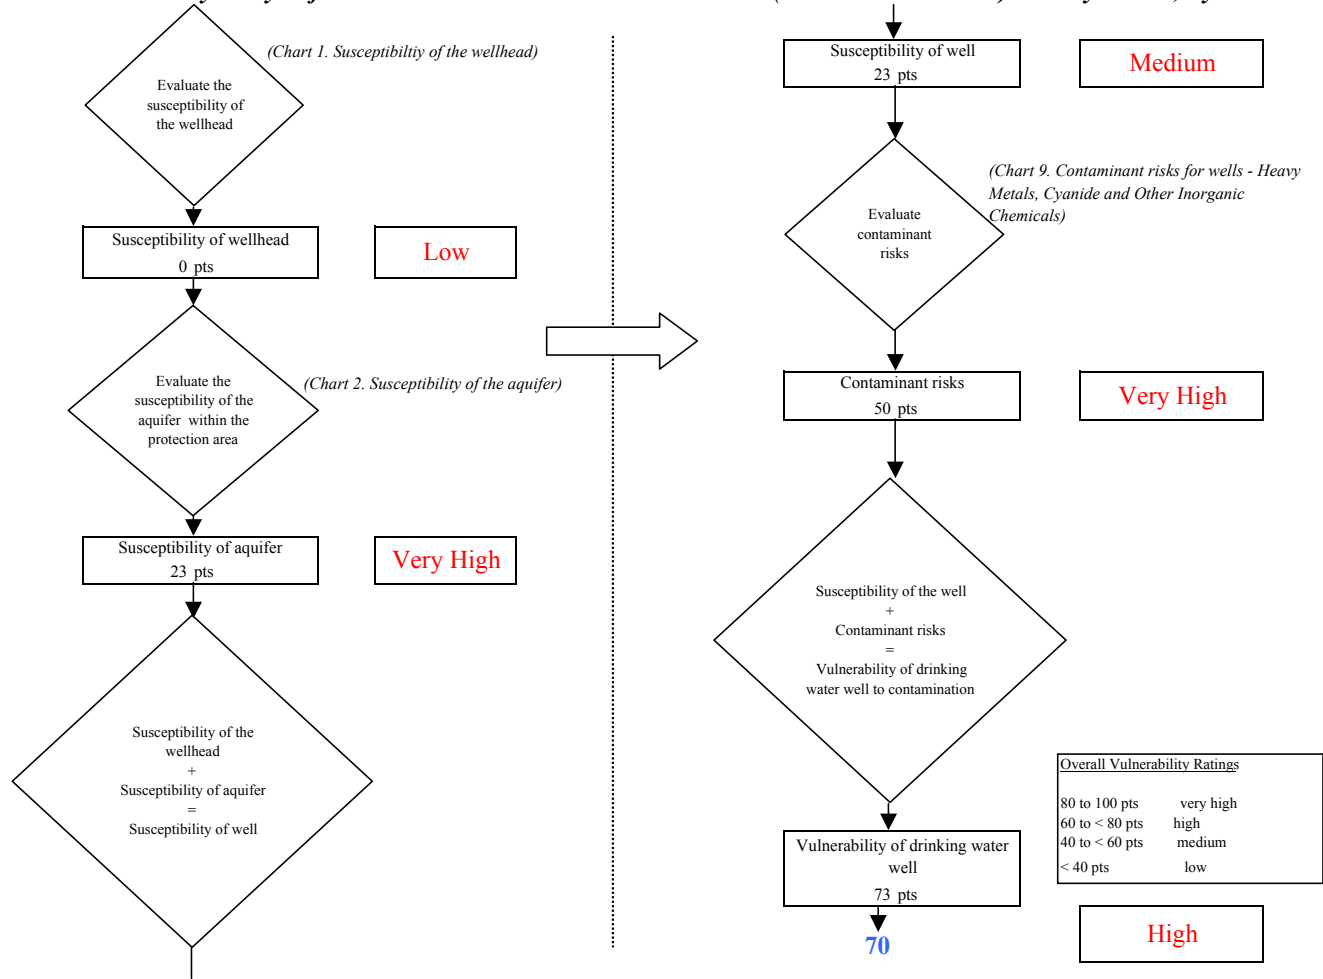 (Chart 1. Susceptibiltiy of the wellhead)
Evaluate the
susceptibility of
the wellhead
Susceptibility of wellhead
0 pts
Low
Evaluate the
susceptibility of the
aquifer within the
protection area
(Chart 2. Susceptibility of the aquifer)
Susceptibility of aquifer
23 pts
Very High
Susceptibility of the
wellhead
+
Susceptibility of aquifer
=
Susceptibility of well
Susceptibility of well
23 pts
Medium
(Chart 9. Contaminant risks for wells - Heavy
Metals, Cyanide and Other Inorganic
Chemicals)
Evaluate
contaminant
risks
Contaminant risks
50 pts
Very High
Susceptibility of the well
+
Contaminant risks
=
Vulnerability of drinking
water well to contamination
Overall Vulnerability Ratings
80 to 100 pts very high
60 to < 80 pts high
40 to < 60 pts medium
< 40 pts low
Vulnerability of drinking water
well
73 pts
70
High